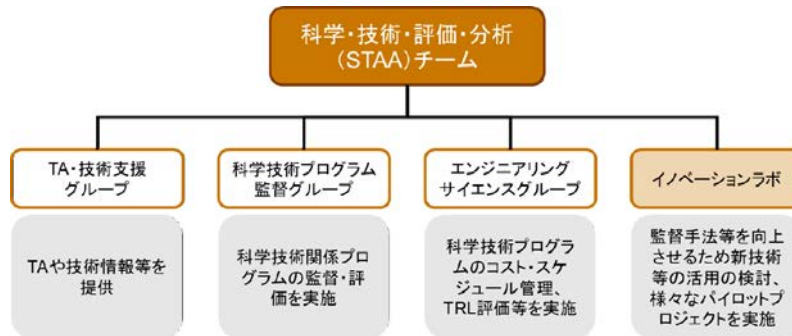 科学・技術・評価・分析
(STAA)チーム
TA・技術支援
グループ
科学技術プログラム
監督グループ
エンジニアリング
サイエンスグループ
イノベーションラボ
TAや技術情報等を
提供
科学技術関係プロ
グラムの監督・評
価を実施
科学技術プログラ
ムのコスト・スケ
ジュール管理、
TRL評価等を実施
監督手法等を向上
させるため新技術
等の活用の検討、
様々なパイロットプ
ロジェクトを実施